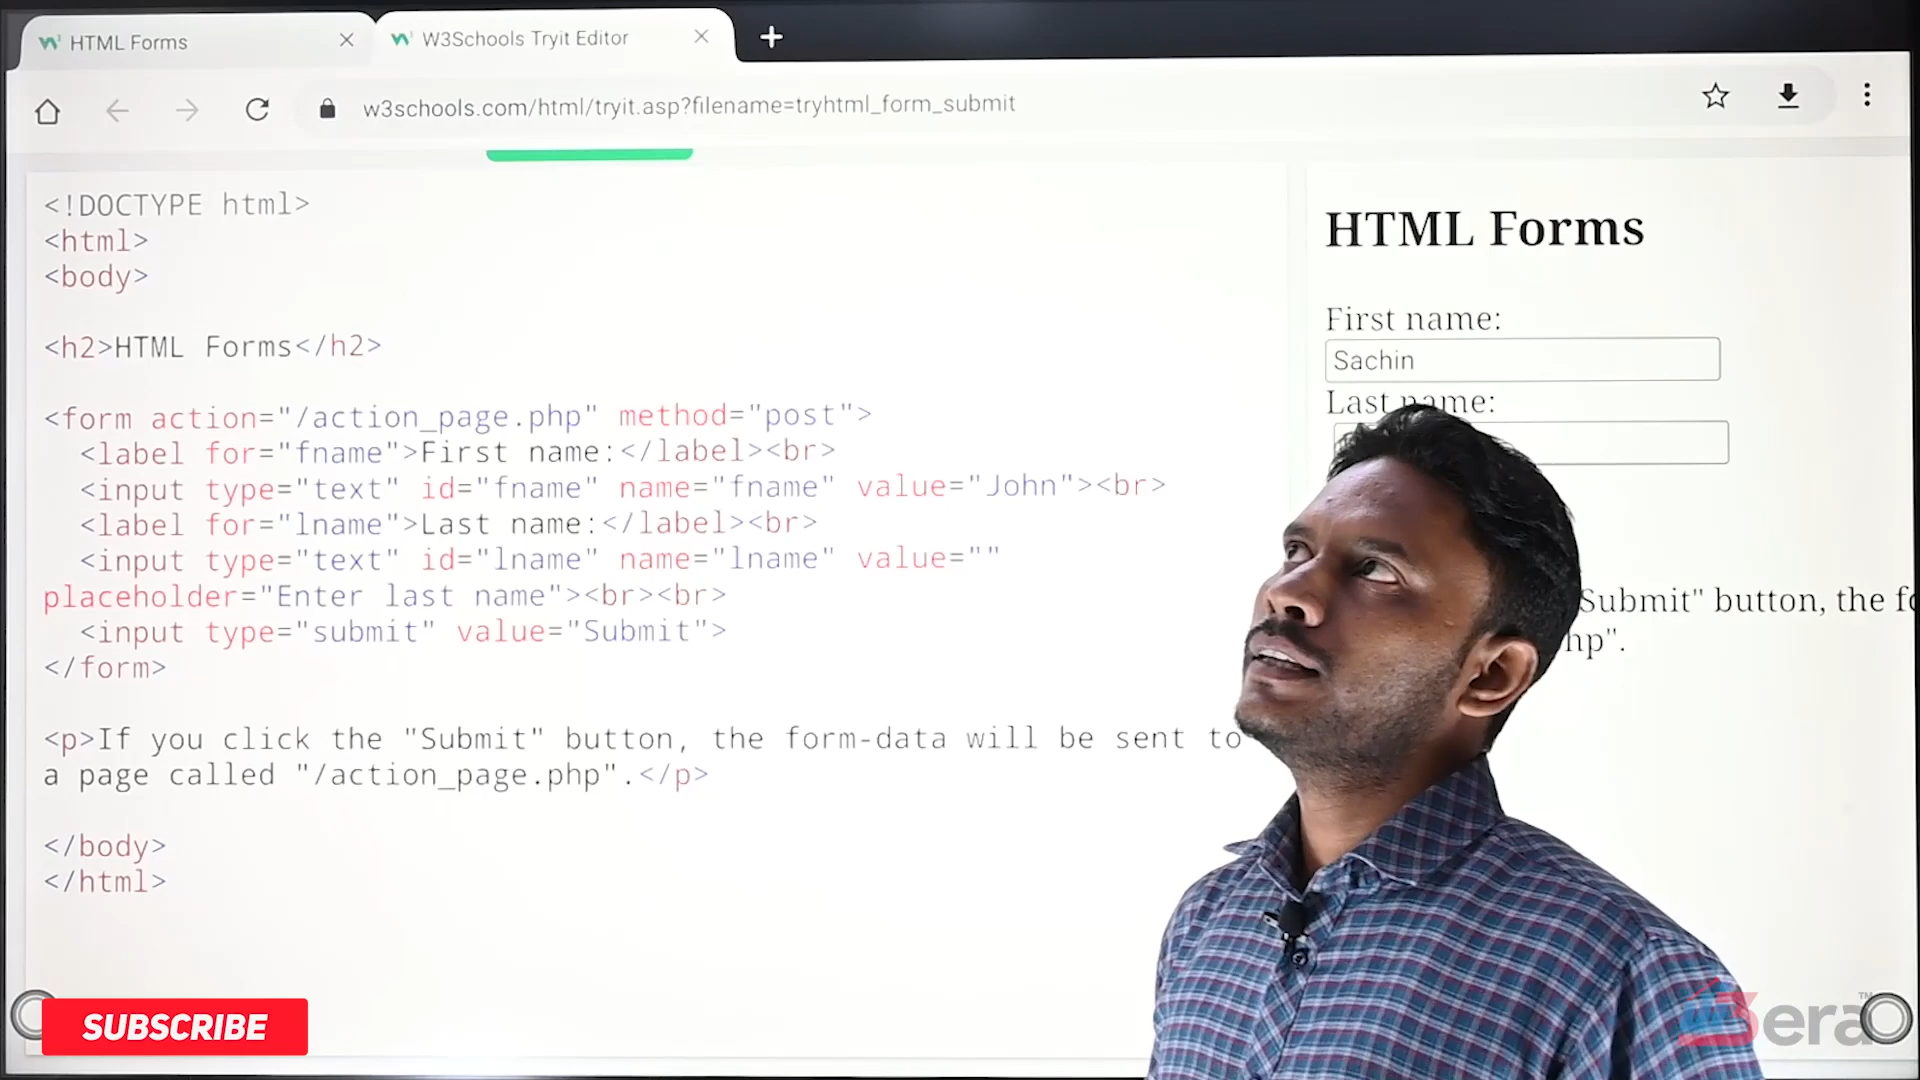 HTML Forms
W3Schools Tryit Editor
w3schools.com/html/tryit.asp?filename=tryhtml_form_submit
<!DOCTYPE html>
<html>
<body>
<h2>HTML Forms</h2>
<form action="/action_page.php" method="post">
<label for="fname">First name:</label><br>
<input type="text" id="fname" name="fname" value="John"><br>
<label for="lname">Last name:</label><br>
<input type="text" id="lname" name="lname" value=""
placeholder="Enter last name"><br><br>
<input type="submit" value="Submit">
</form>
<p>If you click the "Submit" button, the form-data will be sent to
a page called "/action_page.php".</p>
</body>
</html>
HTML Forms
First name:
Sachin
Last name:
Submit" button, the fo
hp".
SUBSCRIBE
w3era™